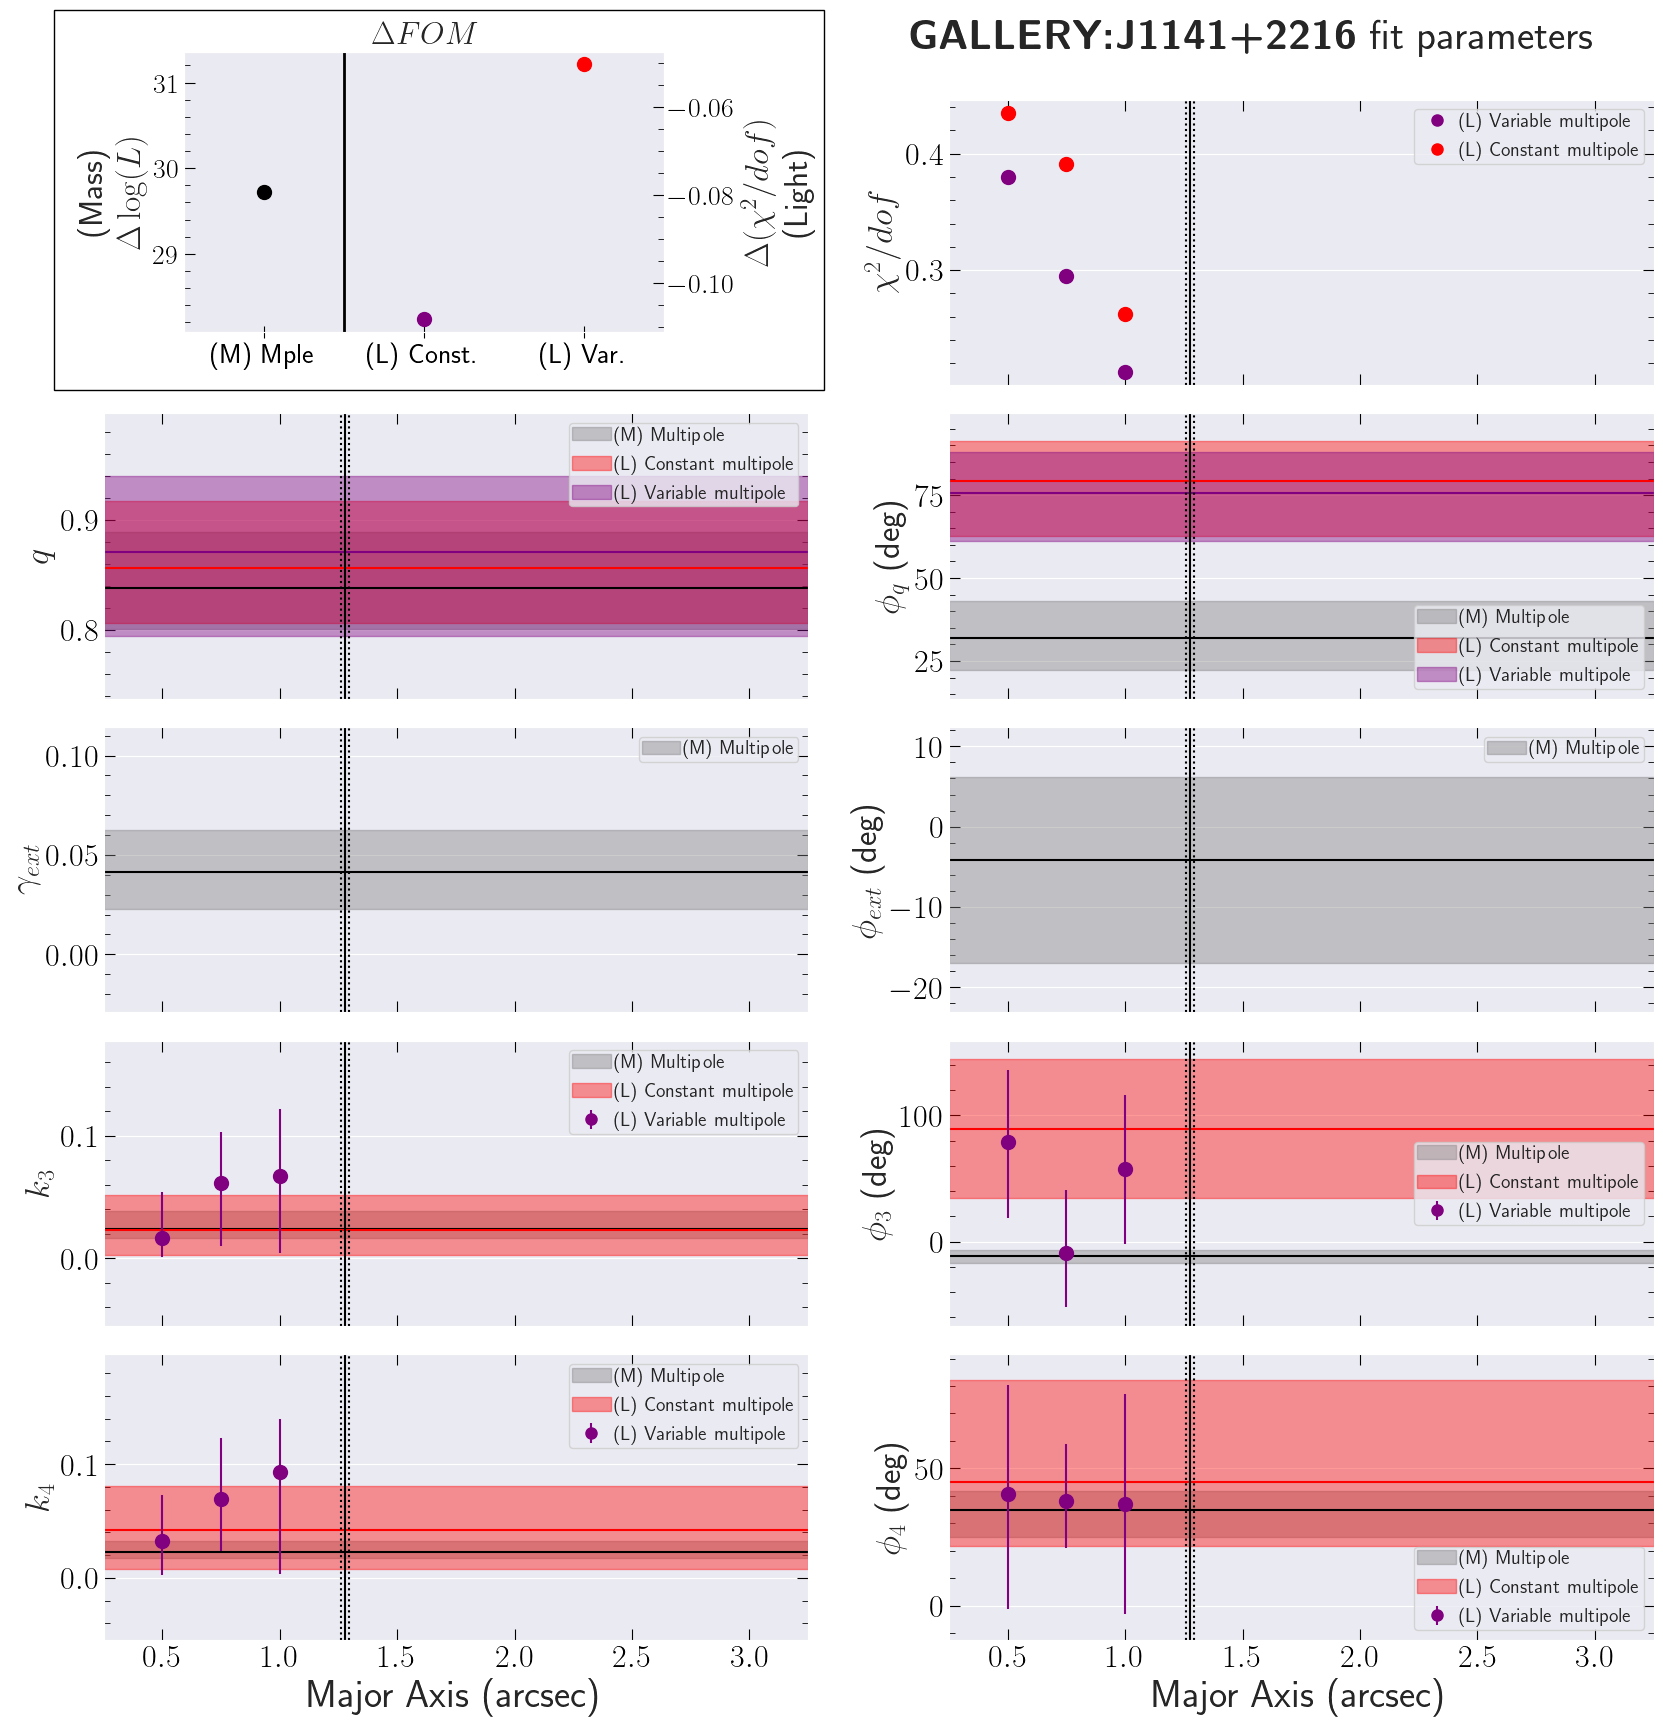 ΔFOM
GALLERY:J1141+2216 fit parameters
31
30
29
(Mass)
Δ log(L)
−0.06
−0.08
−0.10
Δ(χ²/dof)
(Light)
(M) Mple
(L) Const.
(L) Var.
0.4
0.3
χ²/dof
(L) Variable multipole
(L) Constant multipole
0.9
0.8
q
(M) Multipole
(L) Constant multipole
(L) Variable multipole
75
50
25
ϕ_q (deg)
(M) Multipole
(L) Constant multipole
(L) Variable multipole
0.10
0.05
0.00
γ_ext
(M) Multipole
10
0
−10
−20
ϕ_ext (deg)
(M) Multipole
0.1
0.0
k₃
(M) Multipole
(L) Constant multipole
(L) Variable multipole
100
0
ϕ₃ (deg)
(M) Multipole
(L) Constant multipole
(L) Variable multipole
0.1
0.0
k₄
(M) Multipole
(L) Constant multipole
(L) Variable multipole
0.5 1.0 1.5 2.0 2.5 3.0
Major Axis (arcsec)
50
0
ϕ₄ (deg)
(M) Multipole
(L) Constant multipole
(L) Variable multipole
0.5 1.0 1.5 2.0 2.5 3.0
Major Axis (arcsec)